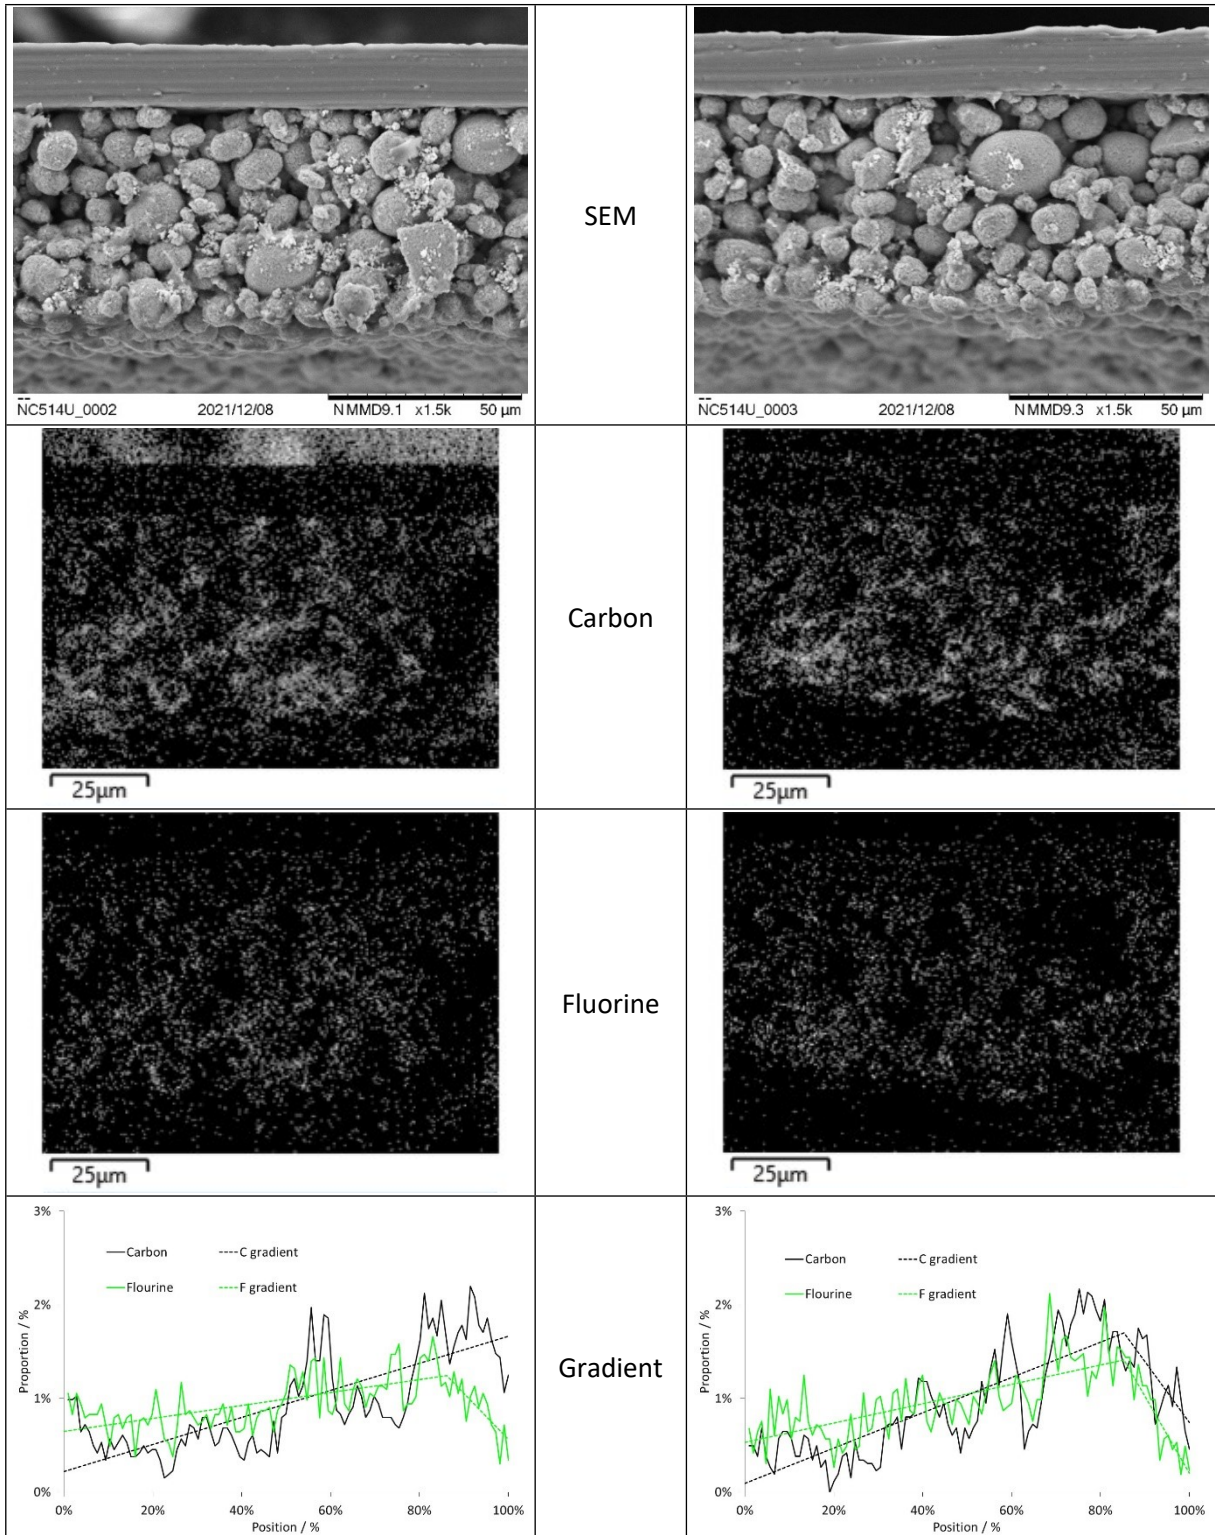 SEM
NC514U_0002 2021/12/08 NMMD9.1 x1.5k 50 µm
NC514U_0003 2021/12/08 NMMD9.3 x1.5k 50 µm
Carbon
25µm
25µm
Fluorine
25µm
25µm
Gradient
3%
2%
1%
0%
Proportion / %
Carbon
C gradient
Flourine
F gradient
0% 20% 40% 60% 80% 100%
Position / %
3%
2%
1%
0%
Proportion / %
Carbon
C gradient
Flourine
F gradient
0% 20% 40% 60% 80% 100%
Position / %